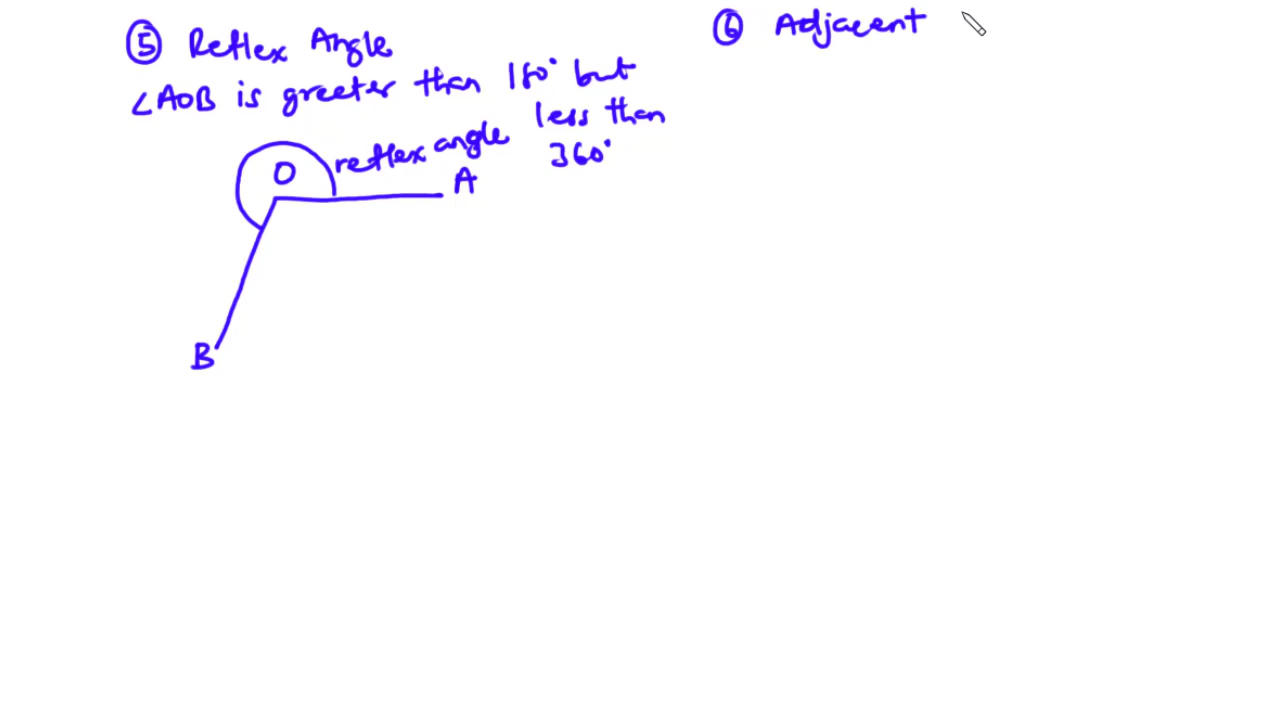 ⑤ Reflex Angle
∠AOB is greeter than 180° but
less than
360°
reflex angle
O
A
B
⑥ Adjacent